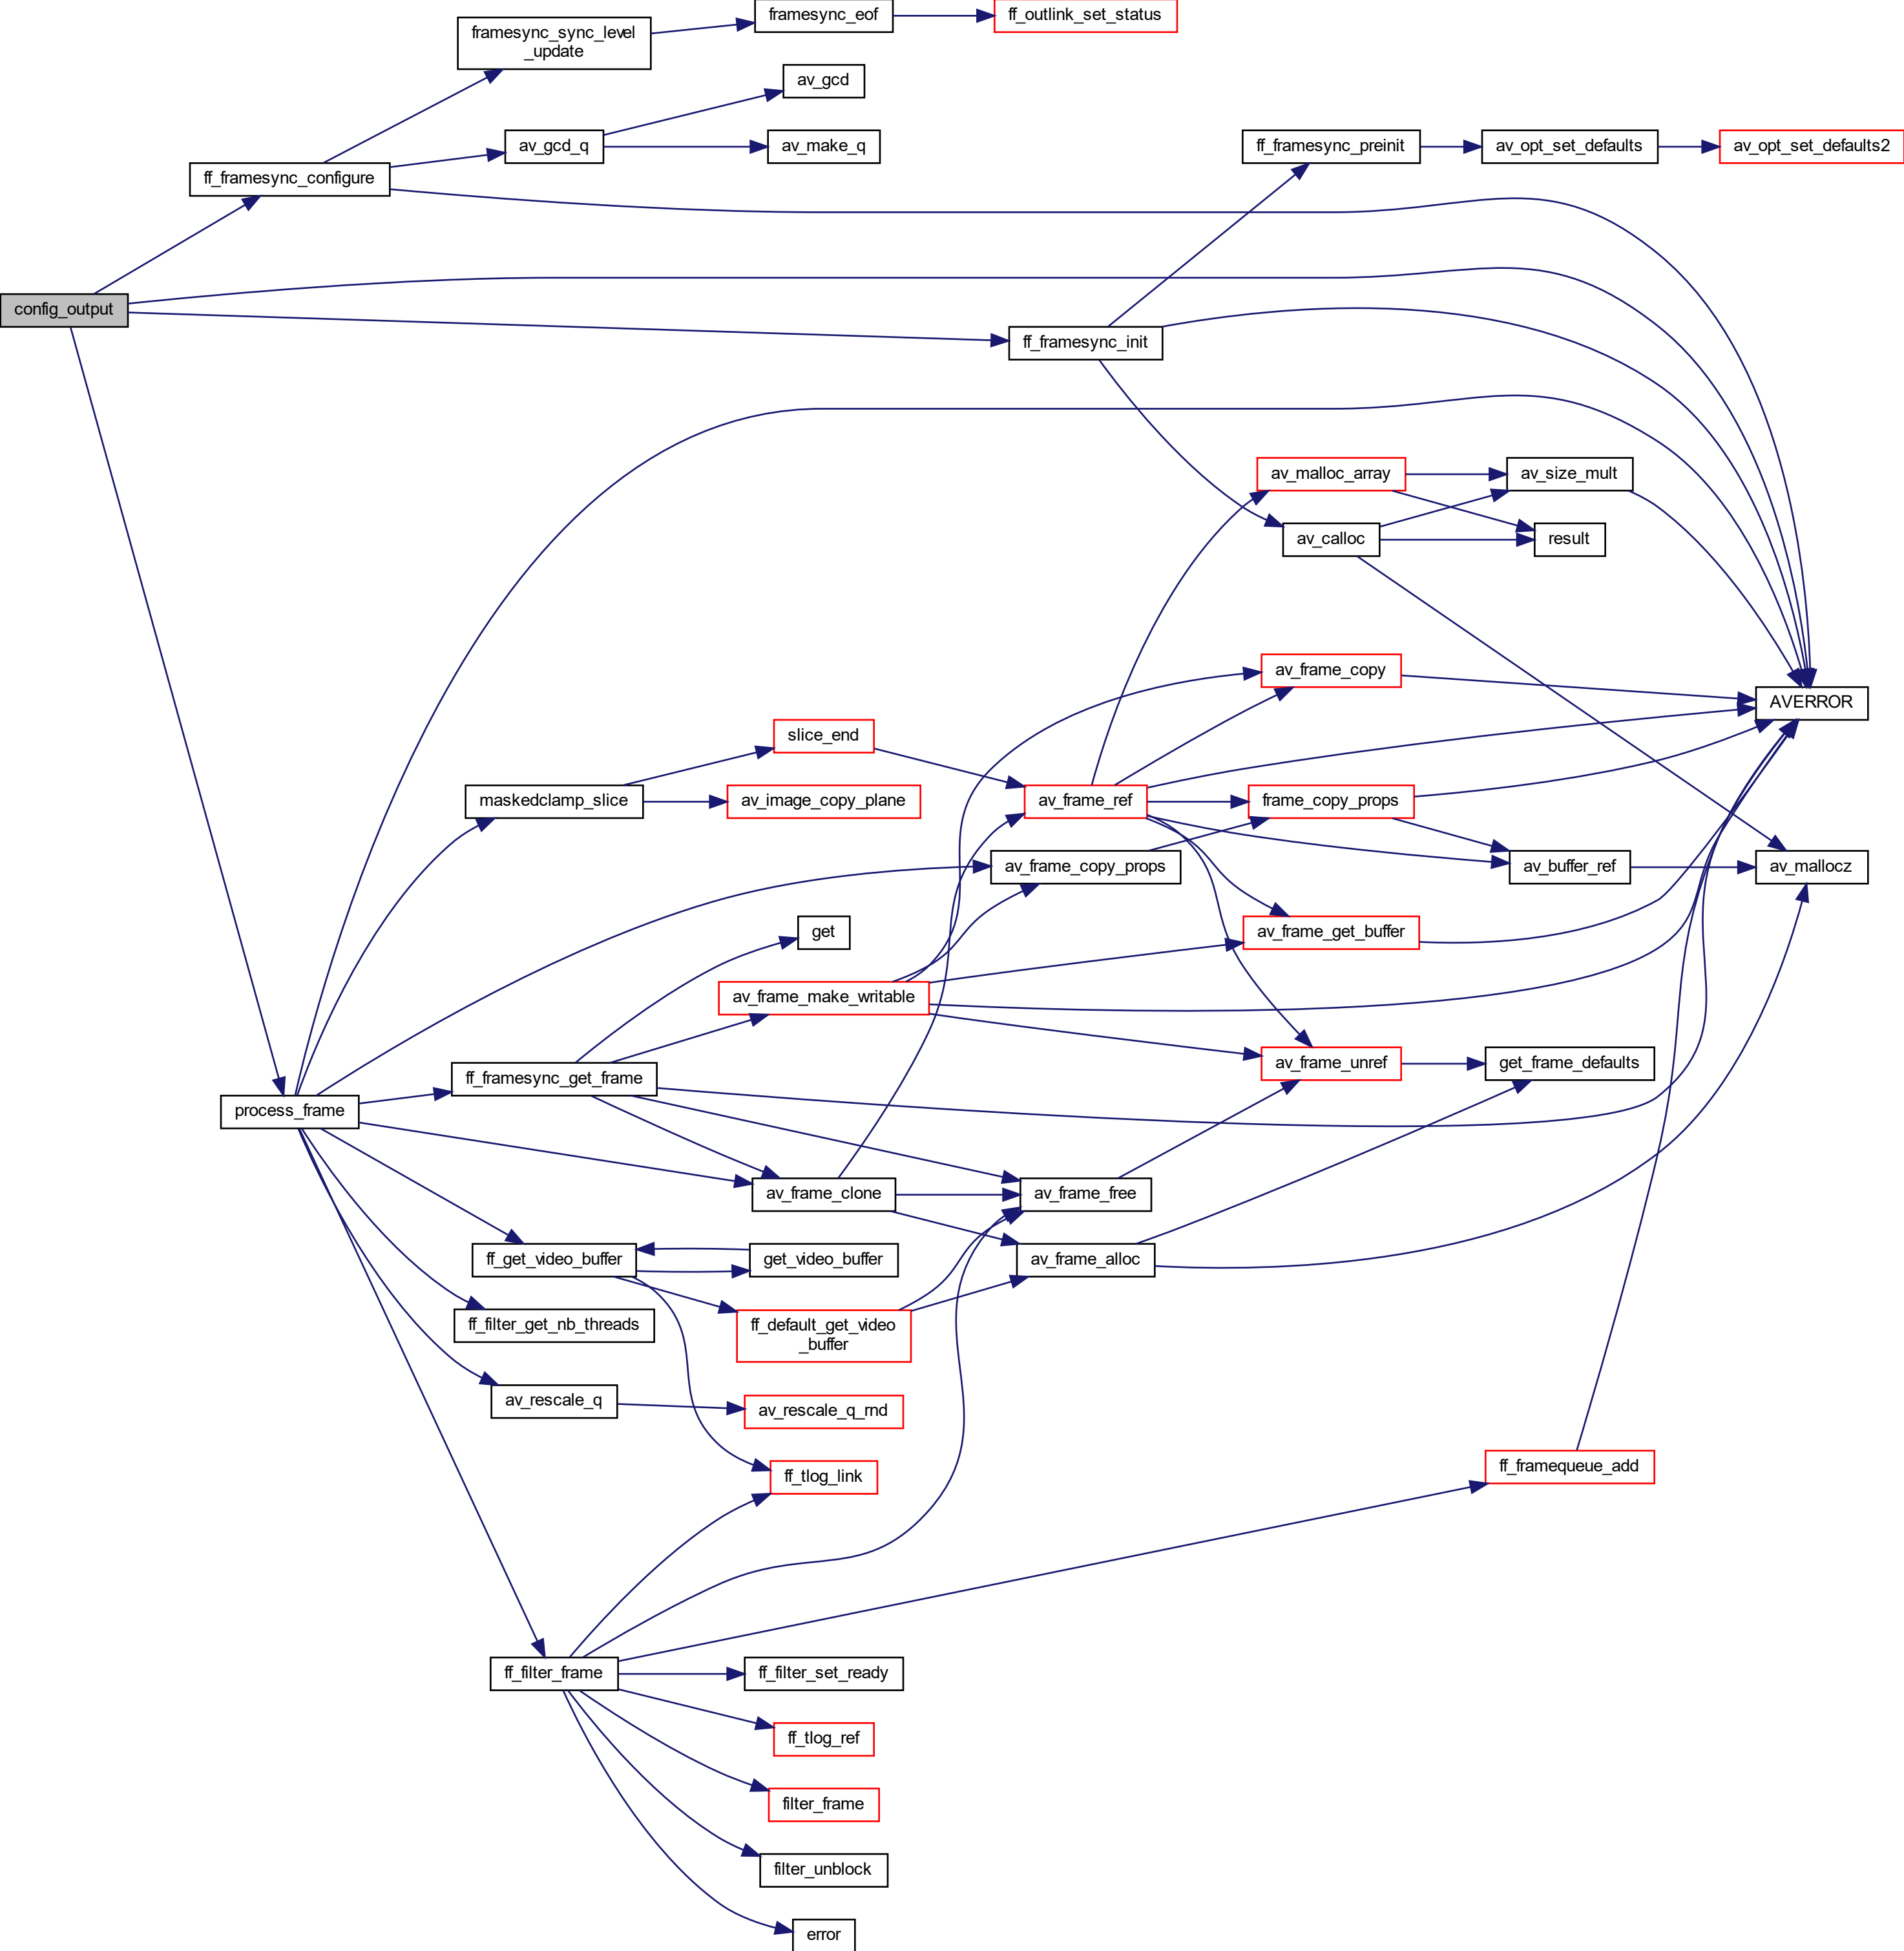 framesync_eof
ff_outlink_set_status
framesync_sync_level
_update
av_gcd
av_gcd_q
av_make_q
ff_framesync_preinit
av_opt_set_defaults
av_opt_set_defaults2
ff_framesync_configure
config_output
ff_framesync_init
av_malloc_array
av_size_mult
av_calloc
result
av_frame_copy
AVERROR
slice_end
maskedclamp_slice
av_image_copy_plane
av_frame_ref
frame_copy_props
av_frame_copy_props
av_buffer_ref
av_mallocz
get
av_frame_get_buffer
av_frame_make_writable
ff_framesync_get_frame
av_frame_unref
get_frame_defaults
process_frame
av_frame_clone
av_frame_free
ff_get_video_buffer
get_video_buffer
av_frame_alloc
ff_filter_get_nb_threads
ff_default_get_video
_buffer
av_rescale_q
av_rescale_q_rnd
ff_tlog_link
ff_framequeue_add
ff_filter_frame
ff_filter_set_ready
ff_tlog_ref
filter_frame
filter_unblock
error